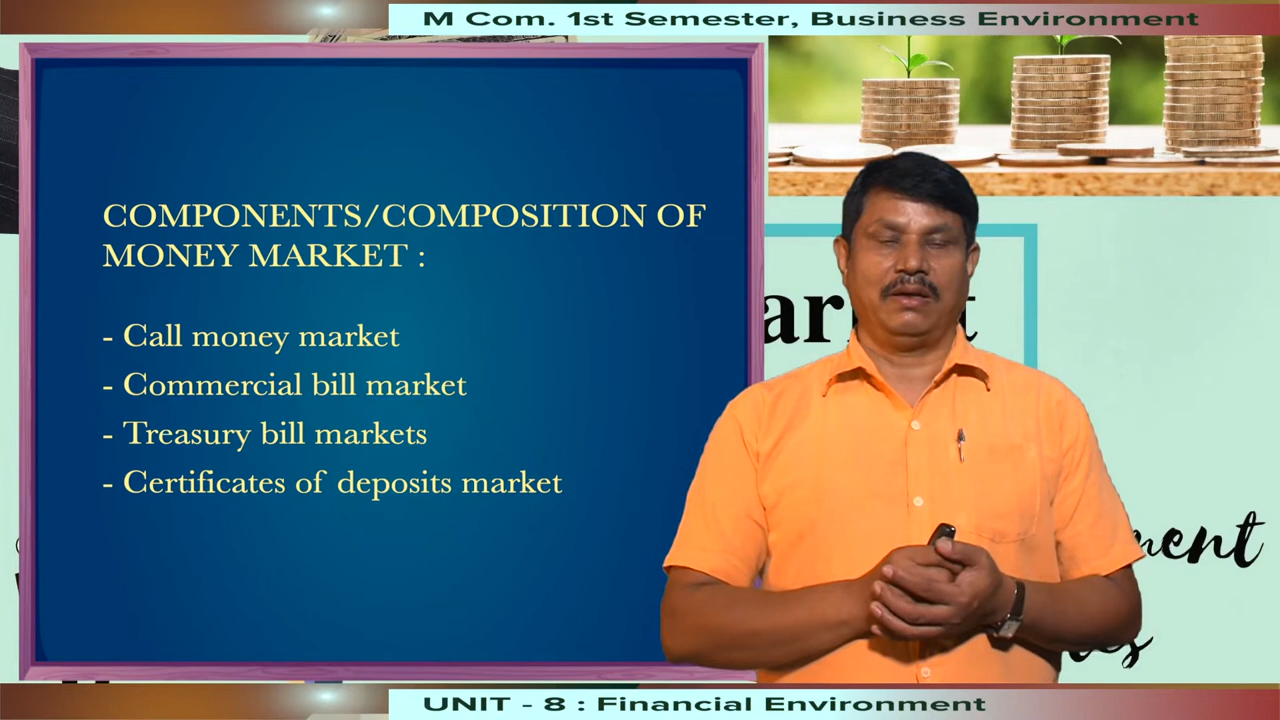 M Com. 1st Semester, Business Environment
COMPONENTS/COMPOSITION OF
MONEY MARKET :
- Call money market
- Commercial bill market
- Treasury bill markets
- Certificates of deposits market
UNIT - 8 : Financial Environment